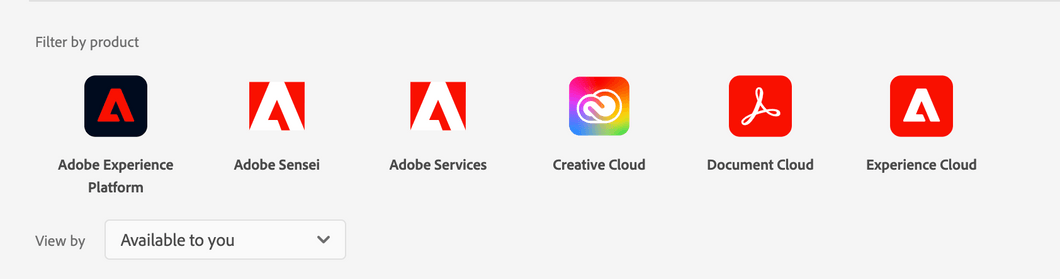 Filter by product
Adobe Experience
Platform
Adobe Sensei
Adobe Services
Creative Cloud
Document Cloud
Experience Cloud
View by
Available to you